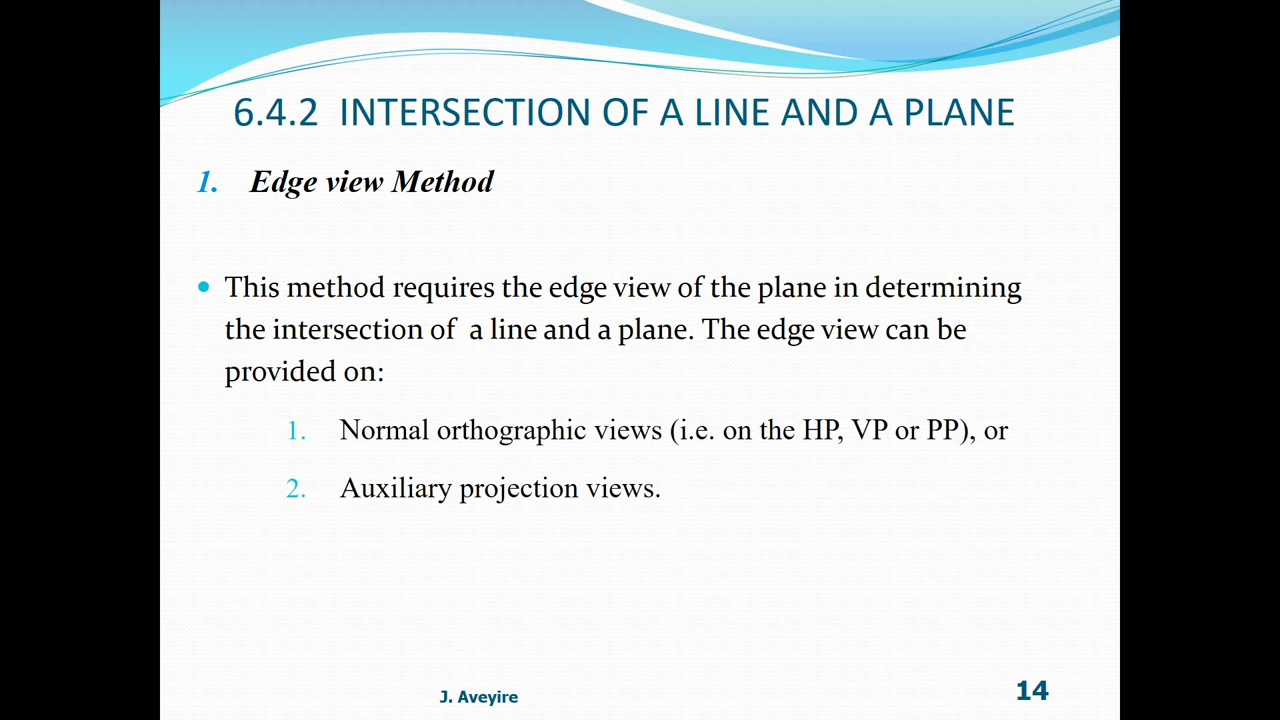 6.4.2 INTERSECTION OF A LINE AND A PLANE
1. Edge view Method
• This method requires the edge view of the plane in determining
the intersection of a line and a plane. The edge view can be
provided on:
1. Normal orthographic views (i.e. on the HP, VP or PP), or
2. Auxiliary projection views.
J. Aveyire
14